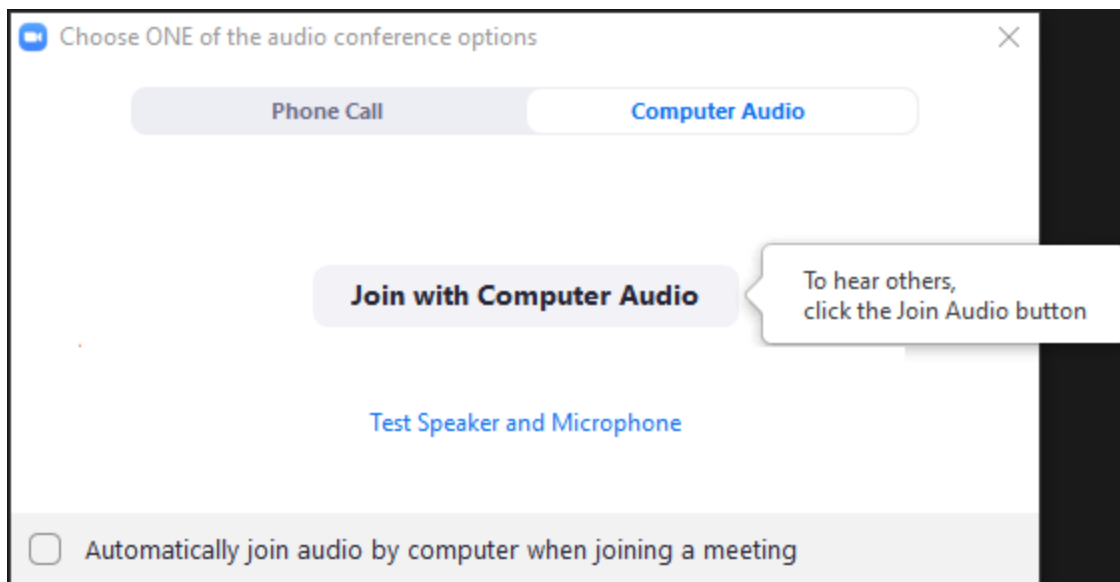 Choose ONE of the audio conference options
Phone Call
Computer Audio
Join with Computer Audio
To hear others,
click the Join Audio button
Test Speaker and Microphone
Automatically join audio by computer when joining a meeting